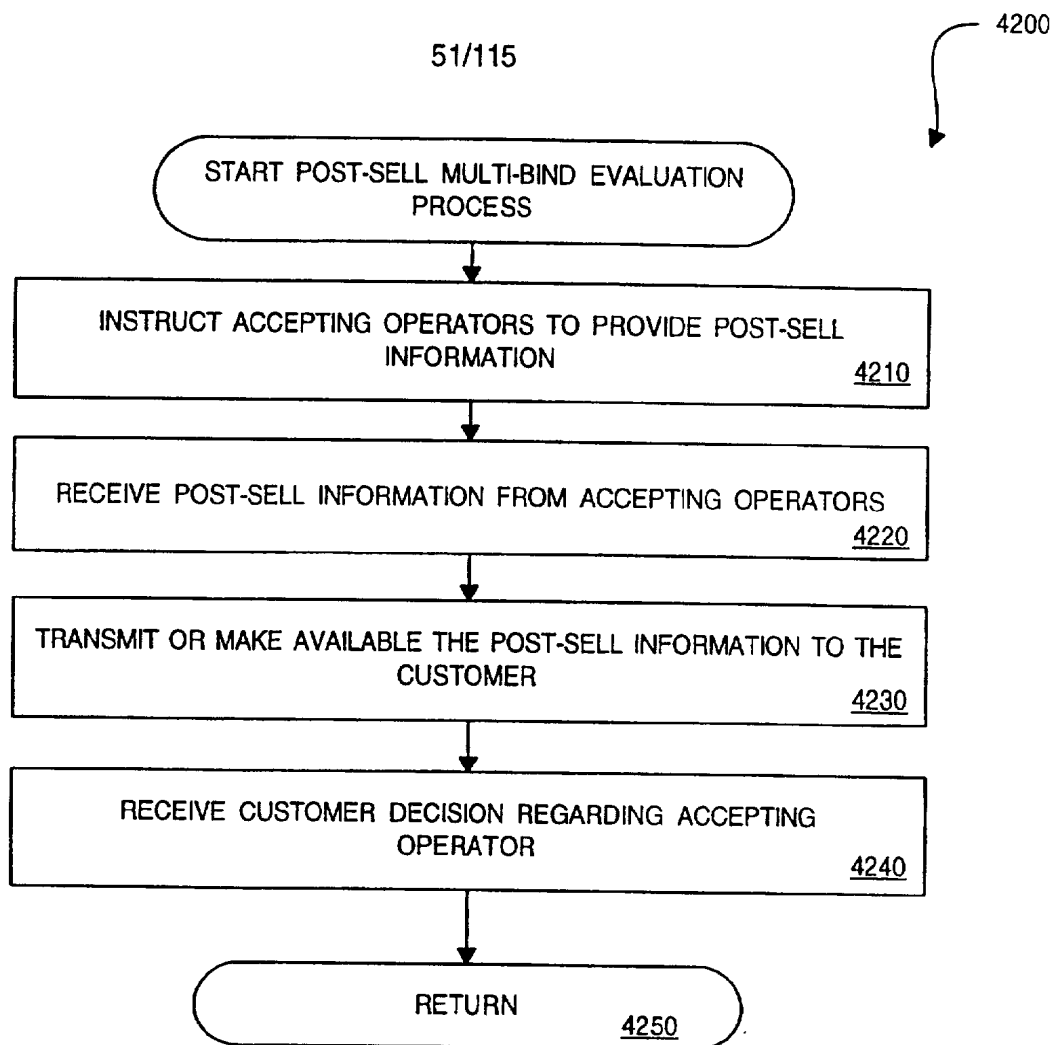 4200
51/115
START POST-SELL MULTI-BIND EVALUATION
PROCESS
INSTRUCT ACCEPTING OPERATORS TO PROVIDE POST-SELL
INFORMATION
4210
RECEIVE POST-SELL INFORMATION FROM ACCEPTING OPERATORS
4220
TRANSMIT OR MAKE AVAILABLE THE POST-SELL INFORMATION TO THE
CUSTOMER
4230
RECEIVE CUSTOMER DECISION REGARDING ACCEPTING
OPERATOR
4240
RETURN
4250